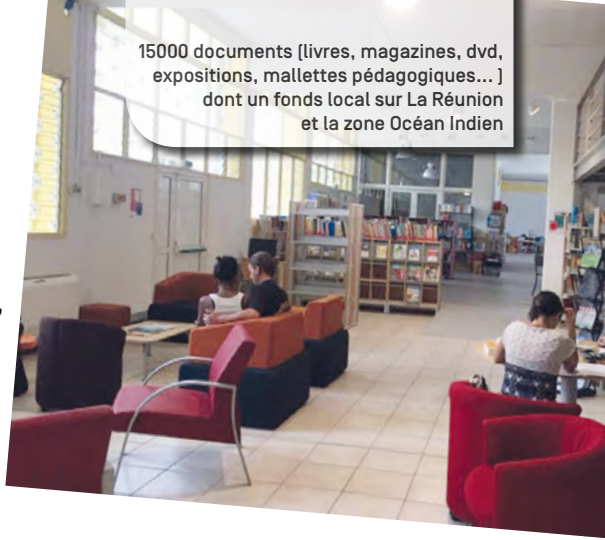 15000 documents (livres, magazines, dvd,
expositions, mallettes pédagogiques... )
dont un fonds local sur La Réunion
et la zone Océan Indien